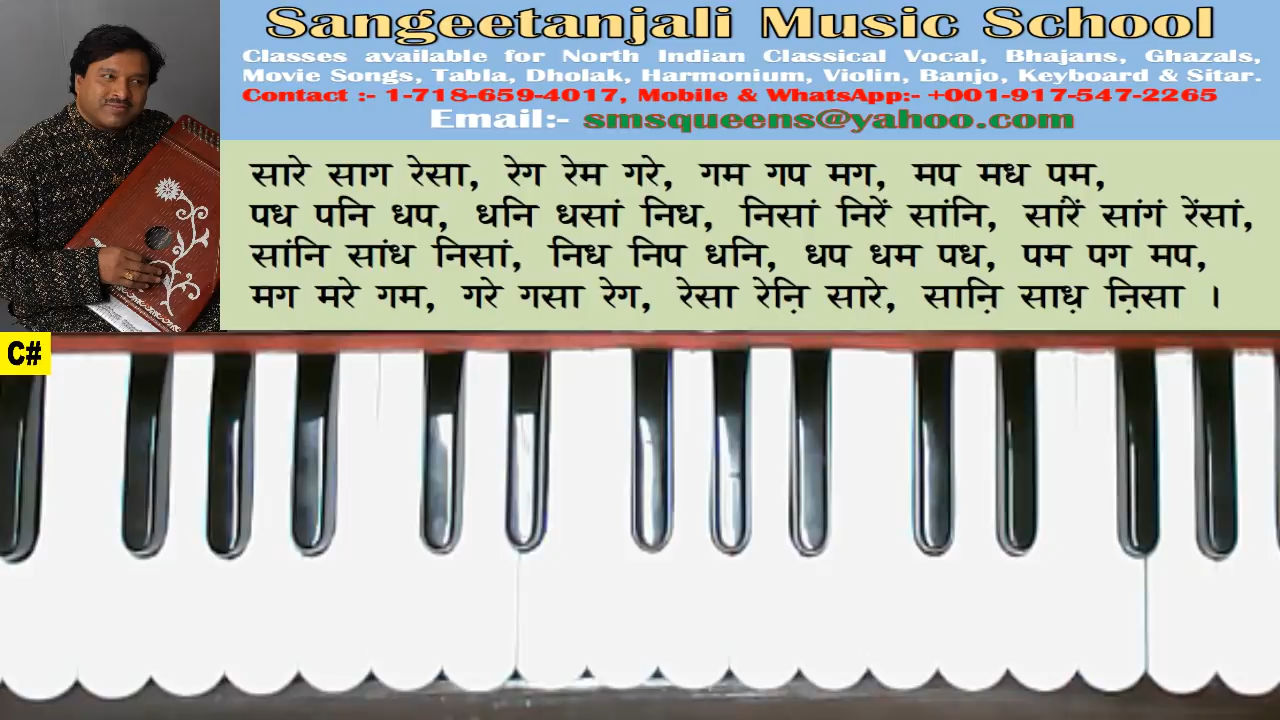 Sangeetanjali Music School
Classes available for North Indian Classical Vocal, Bhajans, Ghazals,
Movie Songs, Tabla, Dholak, Harmonium, Violin, Banjo, Keyboard & Sitar.
Contact :- 1-718-659-4017, Mobile & WhatsApp:- +001-917-547-2265
Email:- smsqueens@yahoo.com
सारे साग रेसा, रेग रेम गरे, गम गप मग, मप मध पम,
पध पनि धप, धनि धसां निध, निसां निरें सांनि, सांरें सांगं रेंसां,
सांनि सांध निसां, निध निप धनि, धप धम पध, पम पग मप,
मग मरे गम, गरे गसा रेग, रेसा रेऩि सारे, साऩि साध़ ऩिसा ।
C#